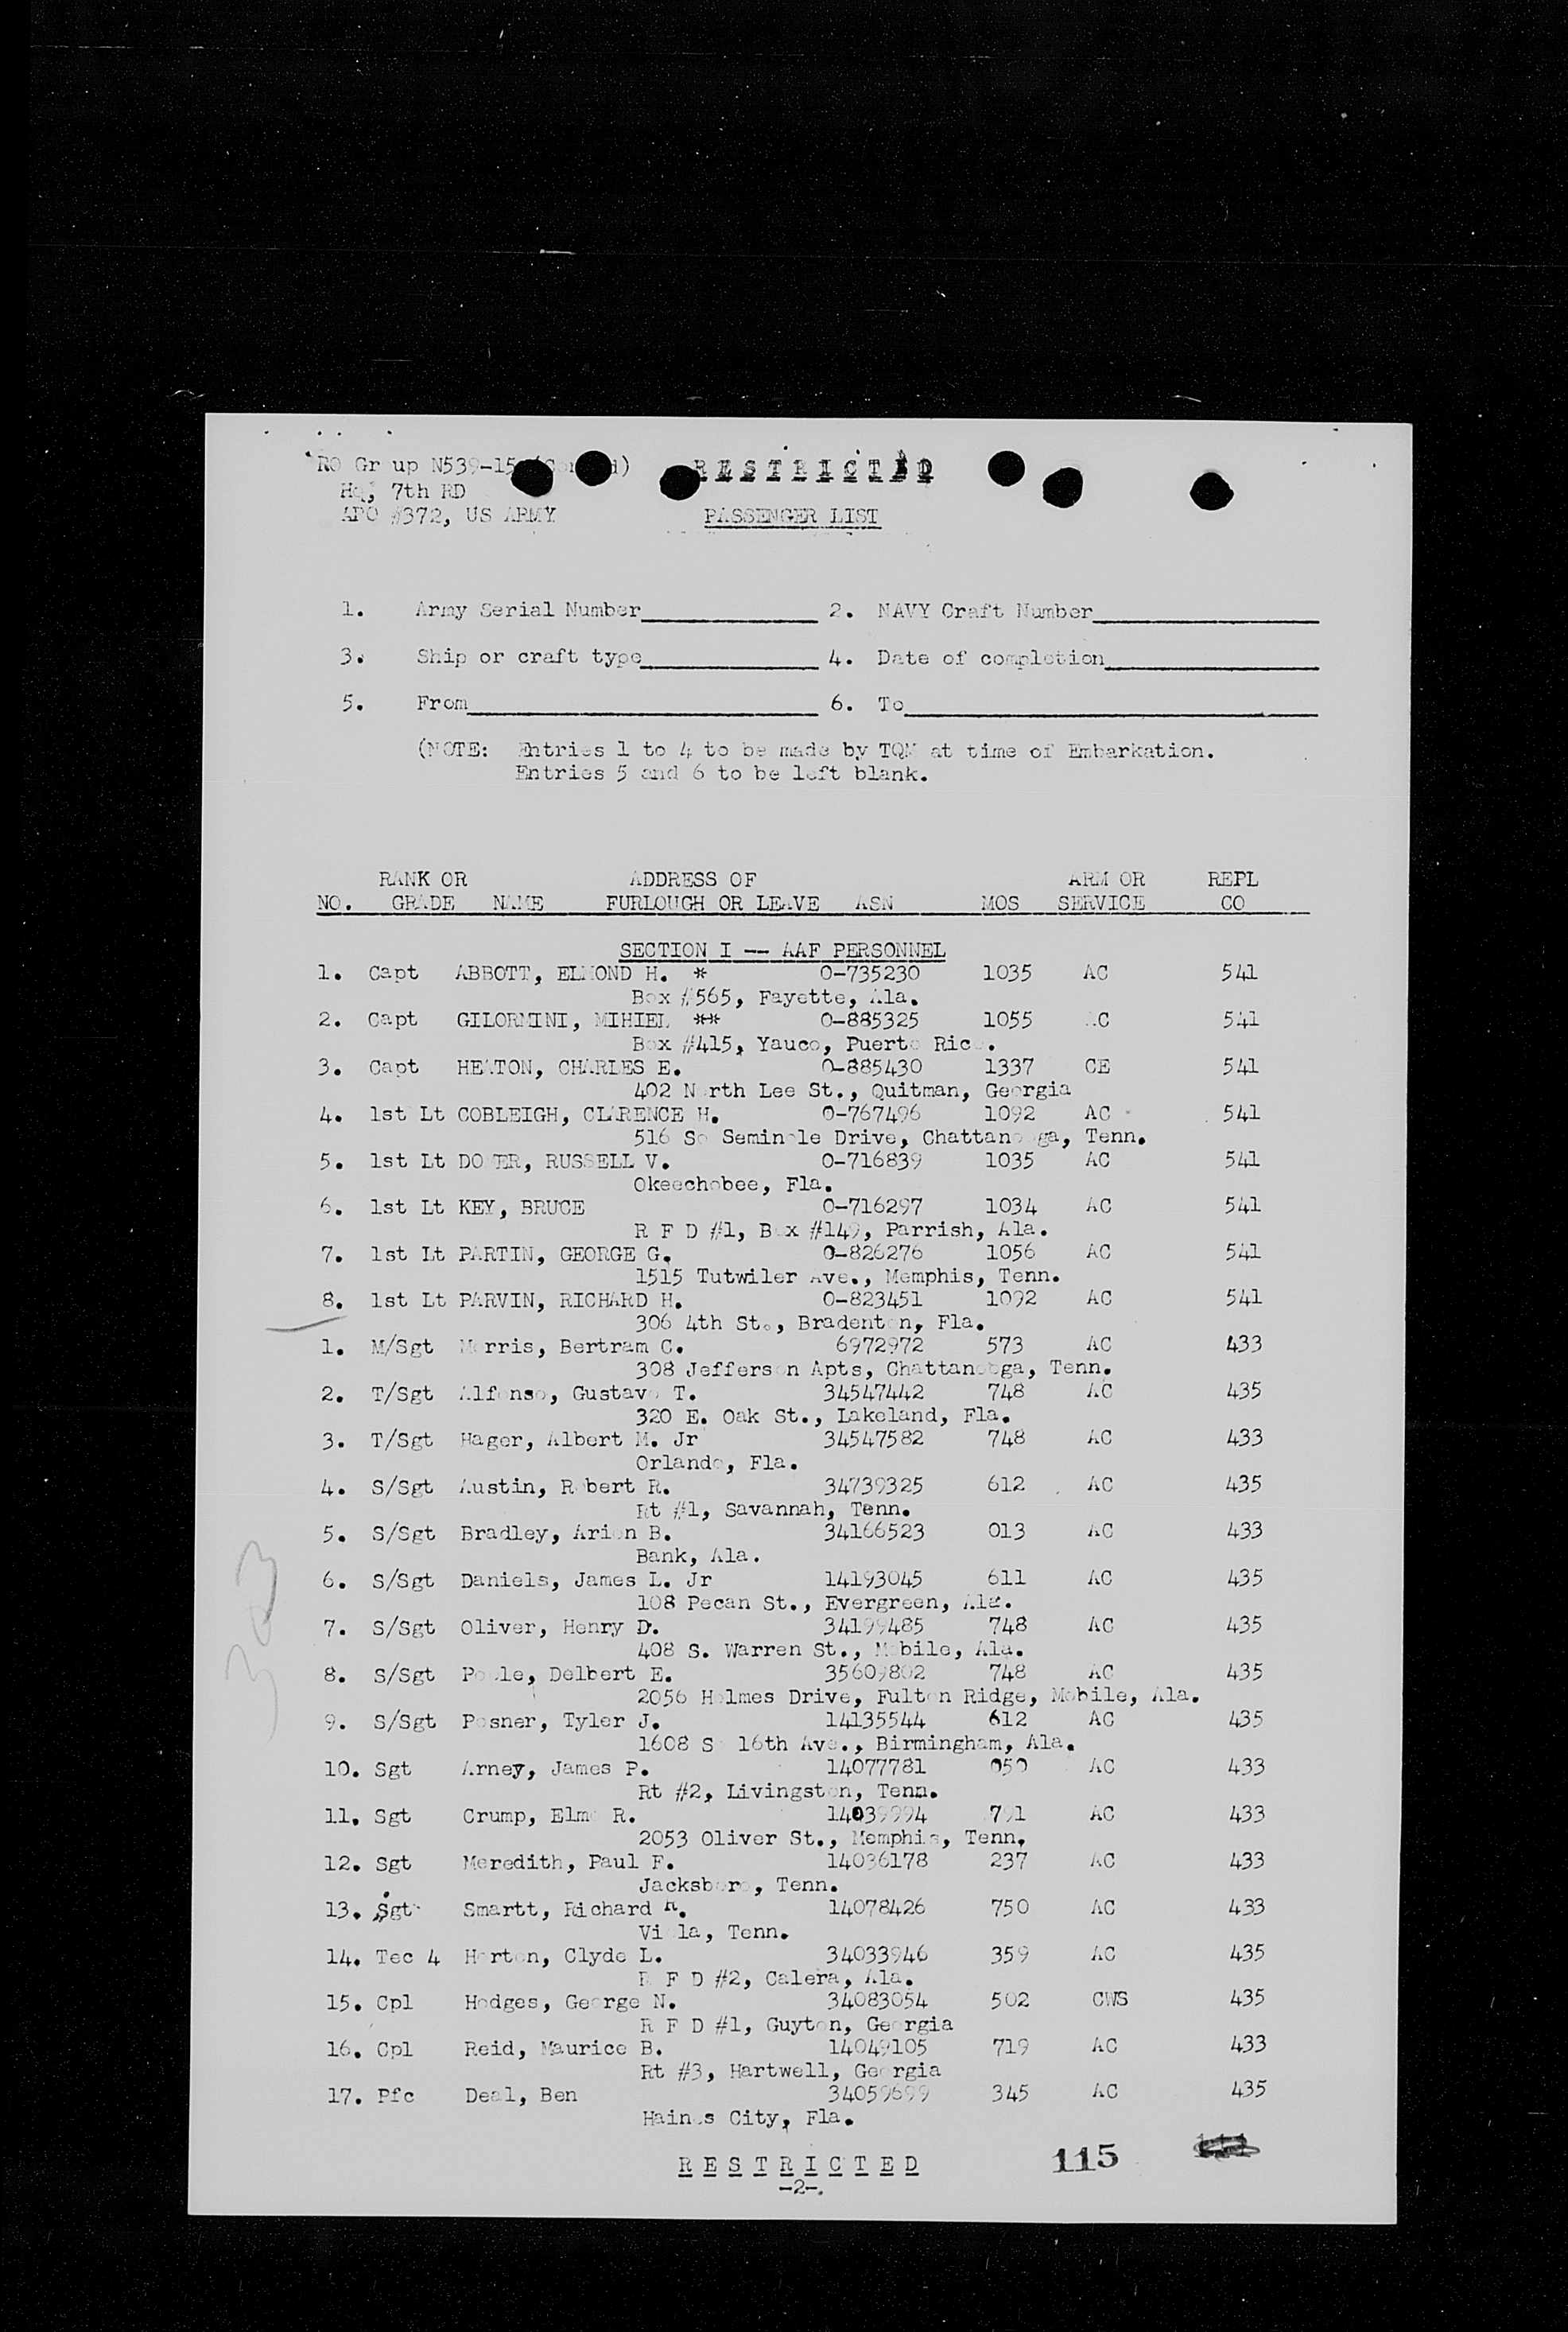 RO Group N539-15
RESTRICTED
Hq, 7th RD
APO #372, US ARMY
PASSENGER LIST
1. Army Serial Number 2. NAVY Craft Number
3. Ship or craft type 4. Date of completion
5. From 6. To
(NOTE: Entries 1 to 4 to be made by TQM at time of Embarkation.
Entries 5 and 6 to be left blank.
RANK OR ADDRESS OF ARM OR REPL
NO. GRADE NAME FURLOUGH OR LEAVE ASN MOS SERVICE CO
SECTION I -- AAF PERSONNEL
1. Capt ABBOTT, ELMOND H. * O-735230 1035 AC 541
Box #565, Fayette, Ala.
2. Capt GILORMINI, MIHIEL ** O-885325 1055 AC 541
Box #415, Yauco, Puerto Rico.
3. Capt HEATON, CHARLES E. O-885430 1337 CE 541
402 North Lee St., Quitman, Georgia
4. 1st Lt COBLEIGH, CLARENCE H. O-767496 1092 AC 541
516 So Seminole Drive, Chattanooga, Tenn.
5. 1st Lt RUSSELL V. O-716839 1035 AC 541
Okeechobee, Fla.
6. 1st Lt KEY, BRUCE O-716297 1034 AC 541
R F D #1, Box #149, Parrish, Ala.
7. 1st Lt PARTIN, GEORGE G. O-826276 1056 AC 541
1515 Tutwiler Ave., Memphis, Tenn.
8. 1st Lt PARVIN, RICHARD H. O-823451 1092 AC 541
306 4th St., Bradenton, Fla.
1. M/Sgt Morris, Bertram C. 6972972 573 AC 433
308 Jefferson Apts, Chattanooga, Tenn.
2. T/Sgt Alfonso, Gustavo T. 34547442 748 AC 435
320 E. Oak St., Lakeland, Fla.
3. T/Sgt Hager, Albert M. Jr 34547582 748 AC 433
Orlando, Fla.
4. S/Sgt Austin, Robert R. 34739325 612 AC 435
Rt #1, Savannah, Tenn.
5. S/Sgt Bradley, Arion B. 34166523 013 AC 433
Bank, Ala.
6. S/Sgt Daniels, James L. Jr 14193045 611 AC 435
108 Pecan St., Evergreen, Ala.
7. S/Sgt Oliver, Henry D. 34199485 748 AC 435
408 S. Warren St., Mobile, Ala.
8. S/Sgt Poole, Delbert E. 35609802 748 AC 435
2056 Holmes Drive, Fulton Ridge, Mobile, Ala.
9. S/Sgt Posner, Tyler J. 14135544 612 AC 435
1608 So 16th Ave., Birmingham, Ala.
10. Sgt Arney, James P. 14077781 050 AC 433
Rt #2, Livingston, Tenn.
11. Sgt Crump, Elmo R. 14039994 791 AC 433
2053 Oliver St., Memphis, Tenn.
12. Sgt Meredith, Paul F. 14036178 237 AC 433
Jacksboro, Tenn.
13. Sgt Smartt, Richard 14078426 750 AC 433
Viola, Tenn.
14. Tec 4 Horton, Clyde L. 34033946 359 AC 435
R F D #2, Calera, Ala.
15. Cpl Hodges, George N. 34083054 502 CWS 435
R F D #1, Guyton, Georgia
16. Cpl Reid, Maurice B. 14049105 719 AC 433
Rt #3, Hartwell, Georgia
17. Pfc Deal, Ben 34059699 345 AC 435
Haines City, Fla.
303
RESTRICTED
115
-2-